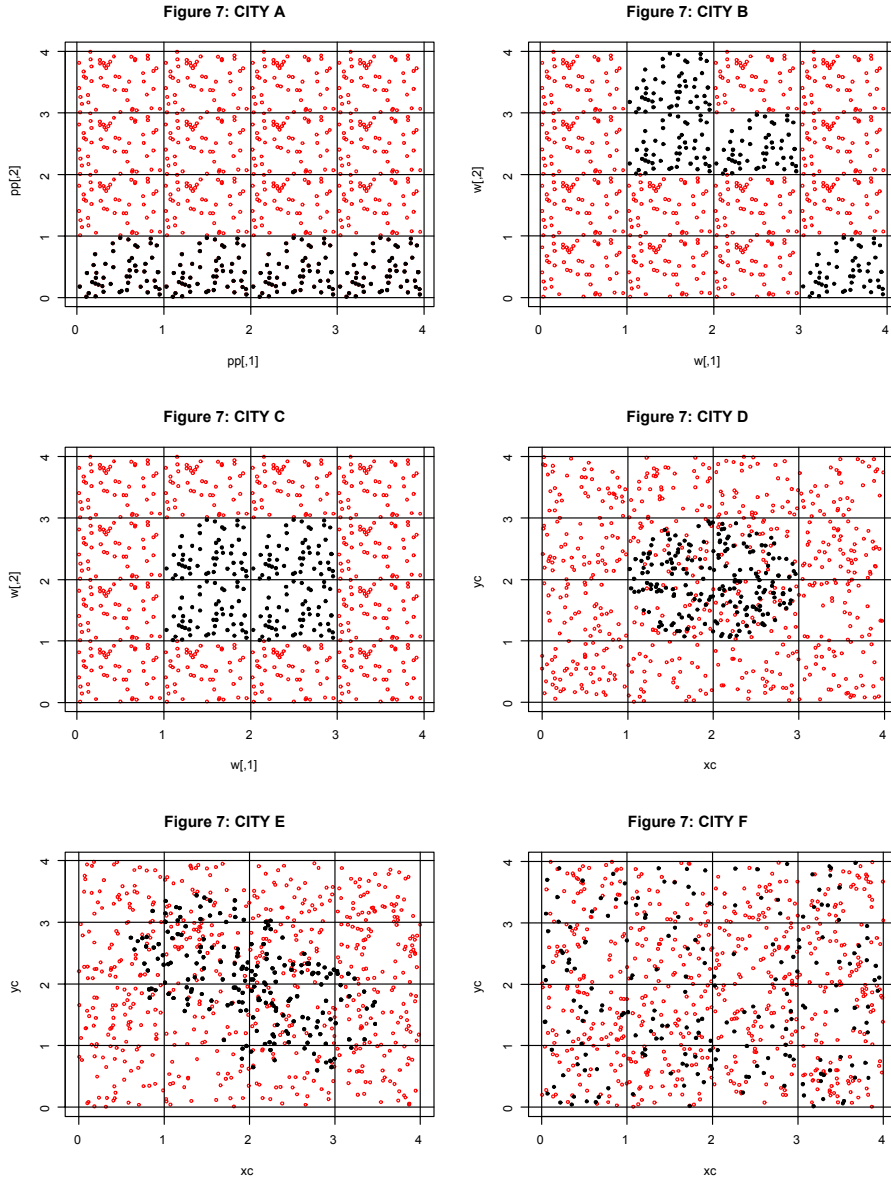 Figure 7: CITY A
pp[,2]
4
3
2
1
0
0 1 2 3 4
pp[,1]
Figure 7: CITY B
w[,2]
4
3
2
1
0
0 1 2 3 4
w[,1]
Figure 7: CITY C
w[,2]
4
3
2
1
0
0 1 2 3 4
w[,1]
Figure 7: CITY D
yc
4
3
2
1
0
0 1 2 3 4
xc
Figure 7: CITY E
yc
4
3
2
1
0
0 1 2 3 4
xc
Figure 7: CITY F
yc
4
3
2
1
0
0 1 2 3 4
xc